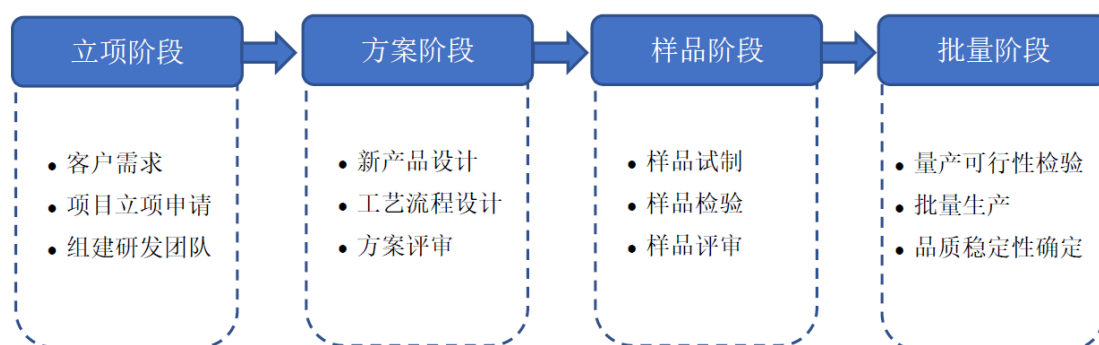 立项阶段
方案阶段
样品阶段
批量阶段
• 客户需求
• 项目立项申请
• 组建研发团队
• 新产品设计
• 工艺流程设计
• 方案评审
• 样品试制
• 样品检验
• 样品评审
• 量产可行性检验
• 批量生产
• 品质稳定性确定